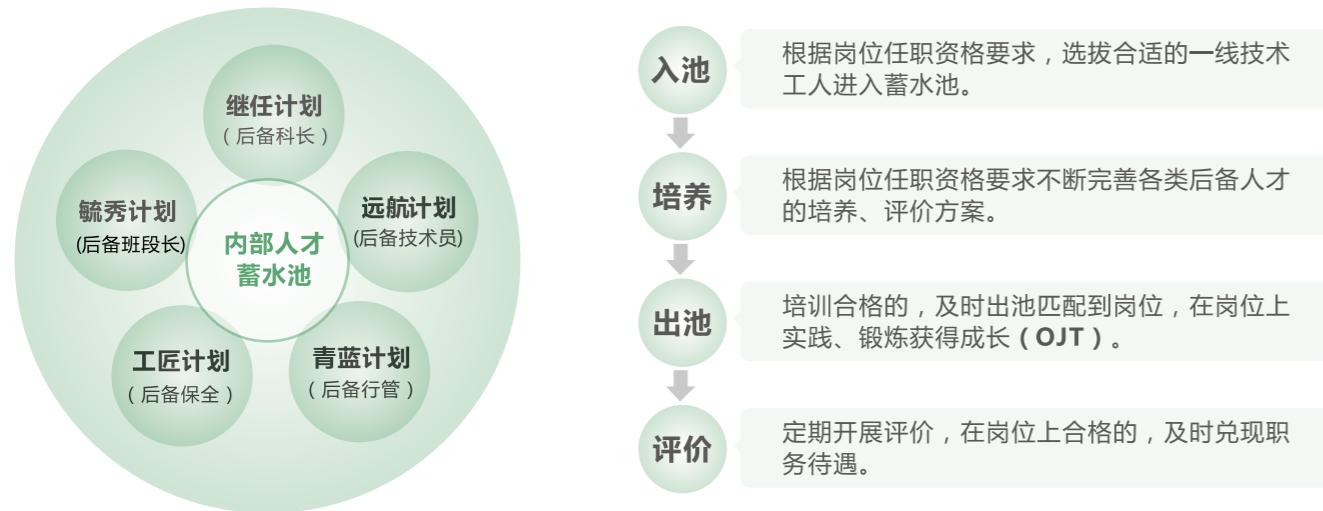 继任计划
（后备科长）
毓秀计划
(后备班段长)
远航计划
(后备技术员)
内部人才
蓄水池
工匠计划
（后备保全）
青蓝计划
（后备行管）
入池
根据岗位任职资格要求，选拔合适的一线技术
工人进入蓄水池。
培养
根据岗位任职资格要求不断完善各类后备人才
的培养、评价方案。
出池
培训合格的，及时出池匹配到岗位，在岗位上
实践、锻炼获得成长（OJT）。
评价
定期开展评价，在岗位上合格的，及时兑现职
务待遇。